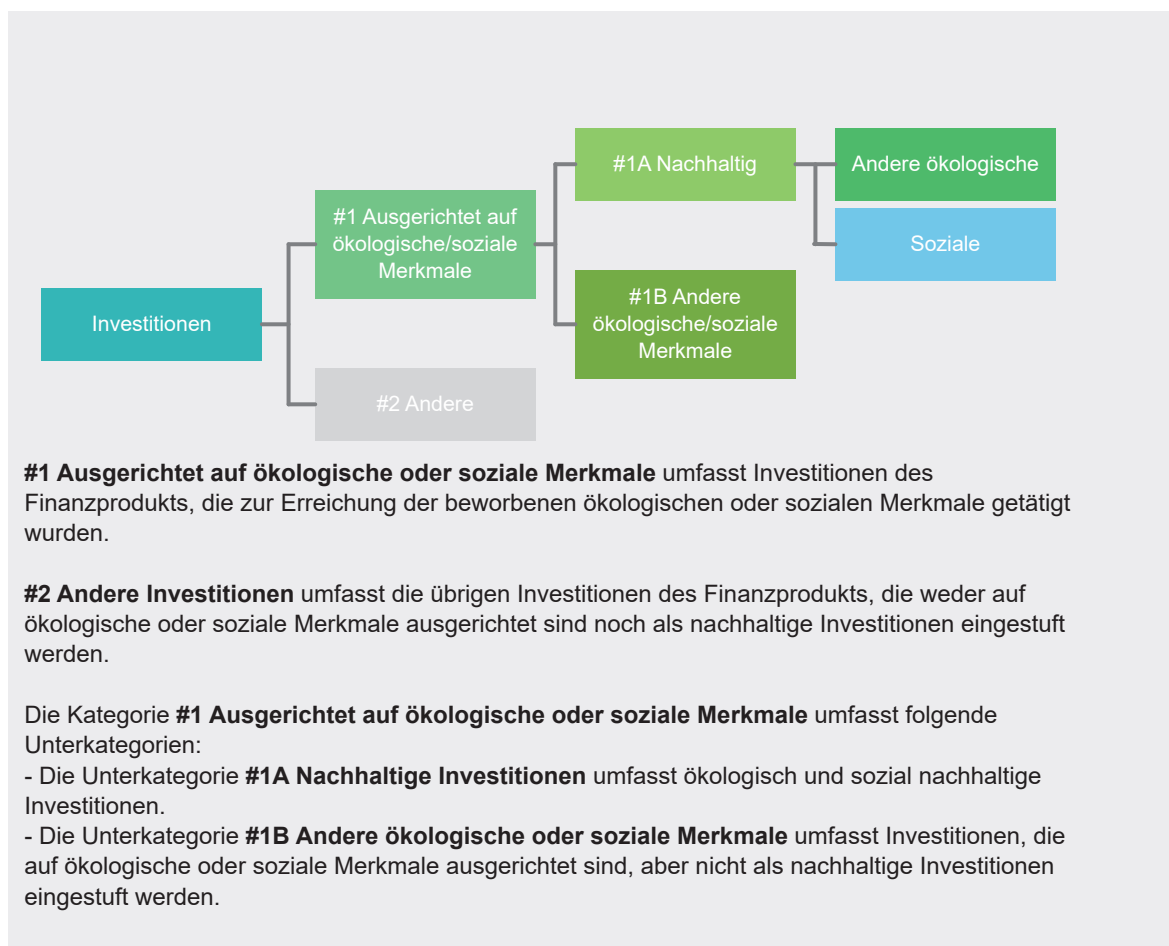 #1A Nachhaltig
Andere ökologische
#1 Ausgerichtet auf
ökologische/soziale
Merkmale
Soziale
Investitionen
#1B Andere
ökologische/soziale
Merkmale
#2 Andere
#1 Ausgerichtet auf ökologische oder soziale Merkmale umfasst Investitionen des
Finanzprodukts, die zur Erreichung der beworbenen ökologischen oder sozialen Merkmale getätigt
wurden.
#2 Andere Investitionen umfasst die übrigen Investitionen des Finanzprodukts, die weder auf
ökologische oder soziale Merkmale ausgerichtet sind noch als nachhaltige Investitionen eingestuft
werden.
Die Kategorie #1 Ausgerichtet auf ökologische oder soziale Merkmale umfasst folgende
Unterkategorien:
- Die Unterkategorie #1A Nachhaltige Investitionen umfasst ökologisch und sozial nachhaltige
Investitionen.
- Die Unterkategorie #1B Andere ökologische oder soziale Merkmale umfasst Investitionen, die
auf ökologische oder soziale Merkmale ausgerichtet sind, aber nicht als nachhaltige Investitionen
eingestuft werden.